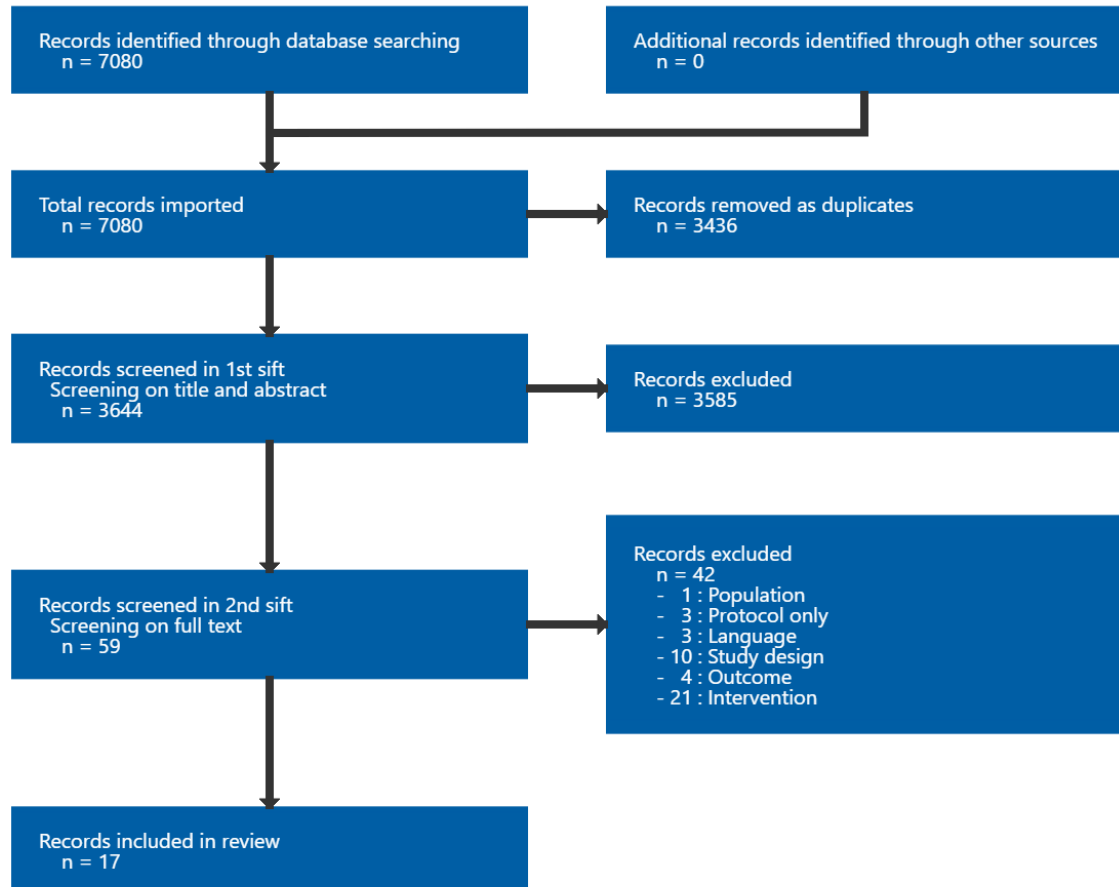 Records identified through database searching
n = 7080
Additional records identified through other sources
n = 0
Total records imported
n = 7080
Records removed as duplicates
n = 3436
Records screened in 1st sift
Screening on title and abstract
n = 3644
Records excluded
n = 3585
Records screened in 2nd sift
Screening on full text
n = 59
Records excluded
n = 42
- 1 : Population
- 3 : Protocol only
- 3 : Language
- 10 : Study design
- 4 : Outcome
- 21 : Intervention
Records included in review
n = 17